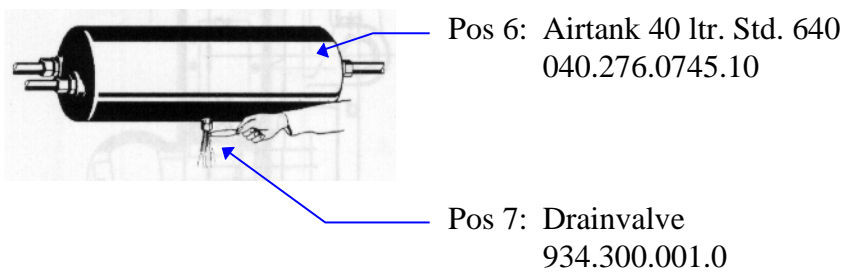 Pos 6: Airtank 40 ltr. Std. 640
040.276.0745.10
Pos 7: Drainvalve
934.300.001.0